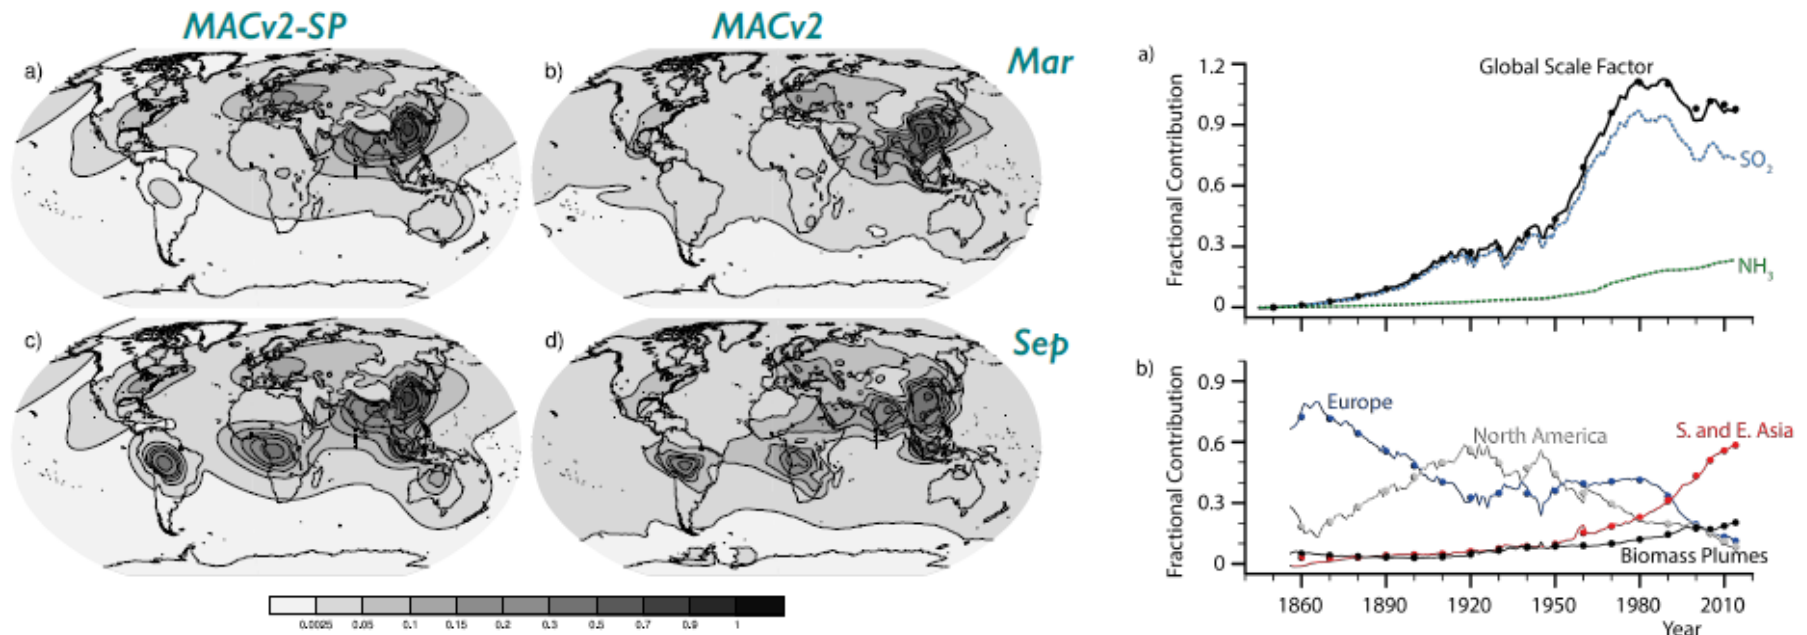 MACv2-SP
MACv2
a)
b)
Mar
c)
d)
Sep
0.0025 0.05 0.1 0.15 0.2 0.3 0.5 0.7 0.9 1
a)
Fractional Contribution
1.2
0.9
0.6
0.3
0
Global Scale Factor
SO2
NH3
b)
Fractional Contribution
0.9
0.6
0.3
0
Europe
North America
S. and E. Asia
Biomass Plumes
1860 1890 1920 1950 1980 2010
Year